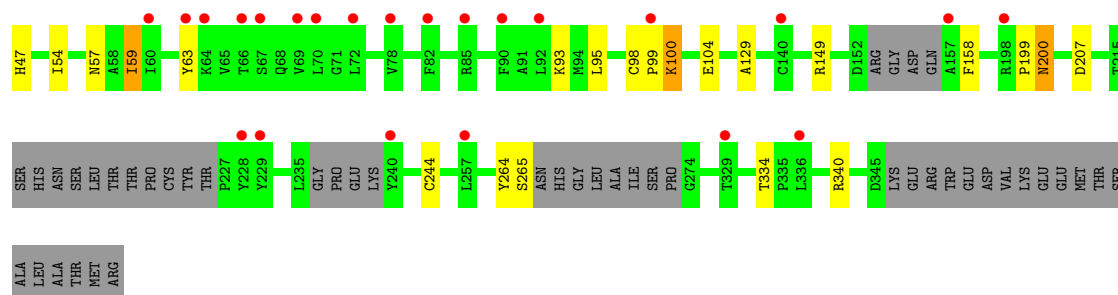 H47 I54 N57 A58 I59 I60 Y63 K64 V65 T66 S67 Q68 V69 L70 G71 L72 V78 F82 R85 F90 A91 L92 K93 M94 L95 C98 P99 K100 E104 A129 C140 R149 D152 ARG GLY ASP GLN A157 F158 R198 P199 N200 D207 T215
SER HIS ASN SER LEU THR THR PRO CYS TYR THR P227 Y228 Y229 L235 GLY PRO GLU LYS Y240 C244 L257 Y264 S265 ASN HIS GLY LEU ALA ILE SER PRO G274 T329 T334 P335 L336 R340 D345 LYS GLU ARG TRP GLU ASP VAL LYS GLU GLU MET THR SER
ALA LEU ALA THR MET ARG